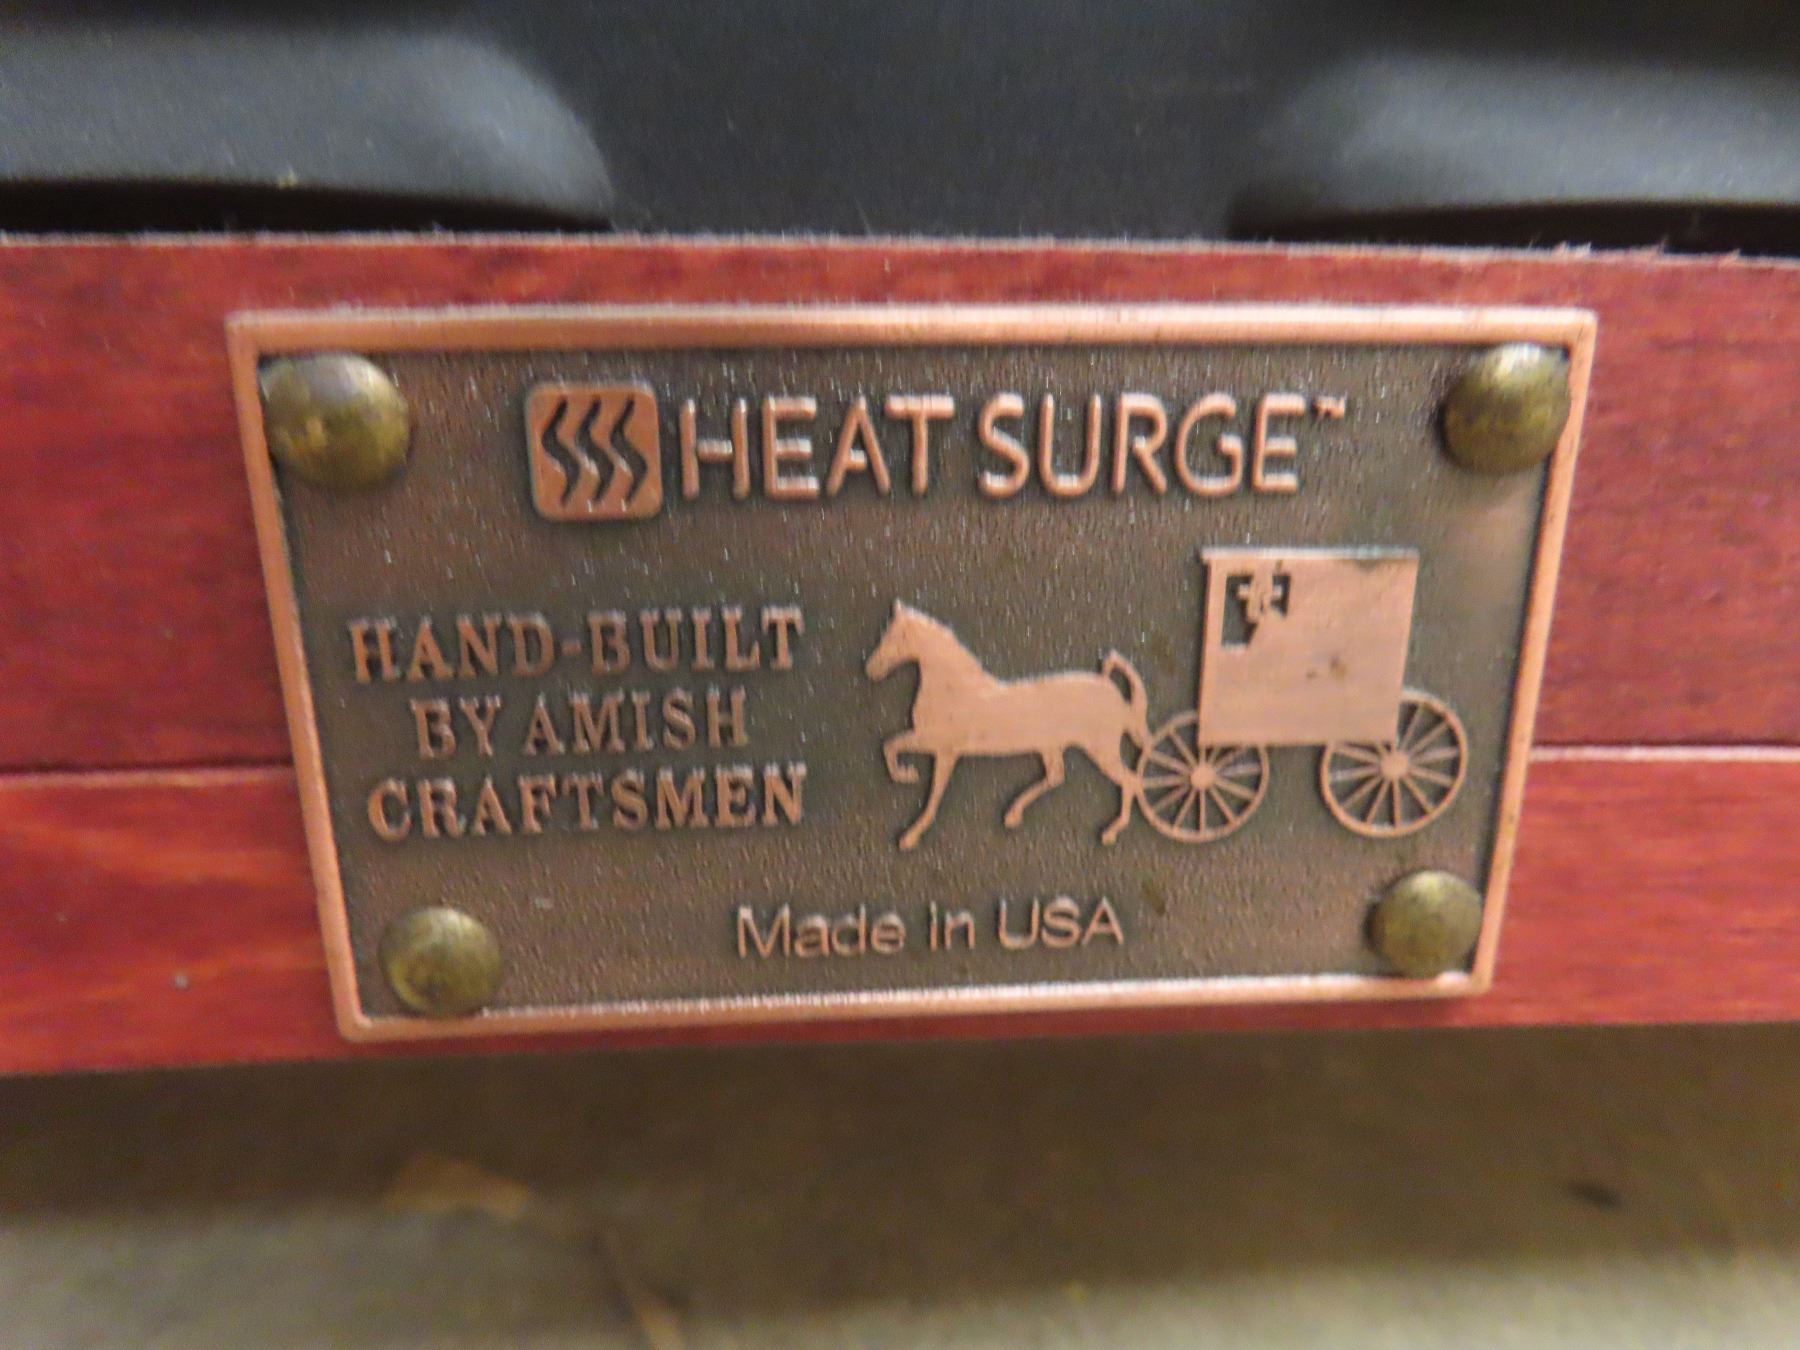 HEAT SURGE™
HAND-BUILT
BY AMISH
CRAFTSMEN
Made in USA